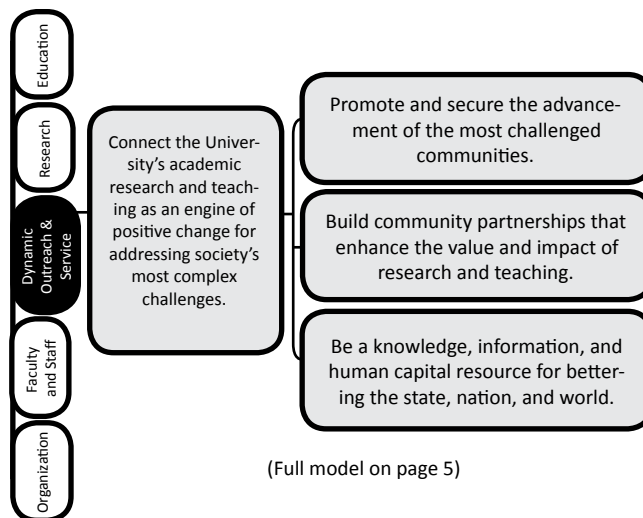 Education
Research
Dynamic
Outreach &
Service
Faculty
and Staff
Organization
Connect the Univer-
sity’s academic
research and teach-
ing as an engine of
positive change for
addressing society’s
most complex
challenges.
Promote and secure the advance-
ment of the most challenged
communities.
Build community partnerships that
enhance the value and impact of
research and teaching.
Be a knowledge, information, and
human capital resource for better-
ing the state, nation, and world.
(Full model on page 5)